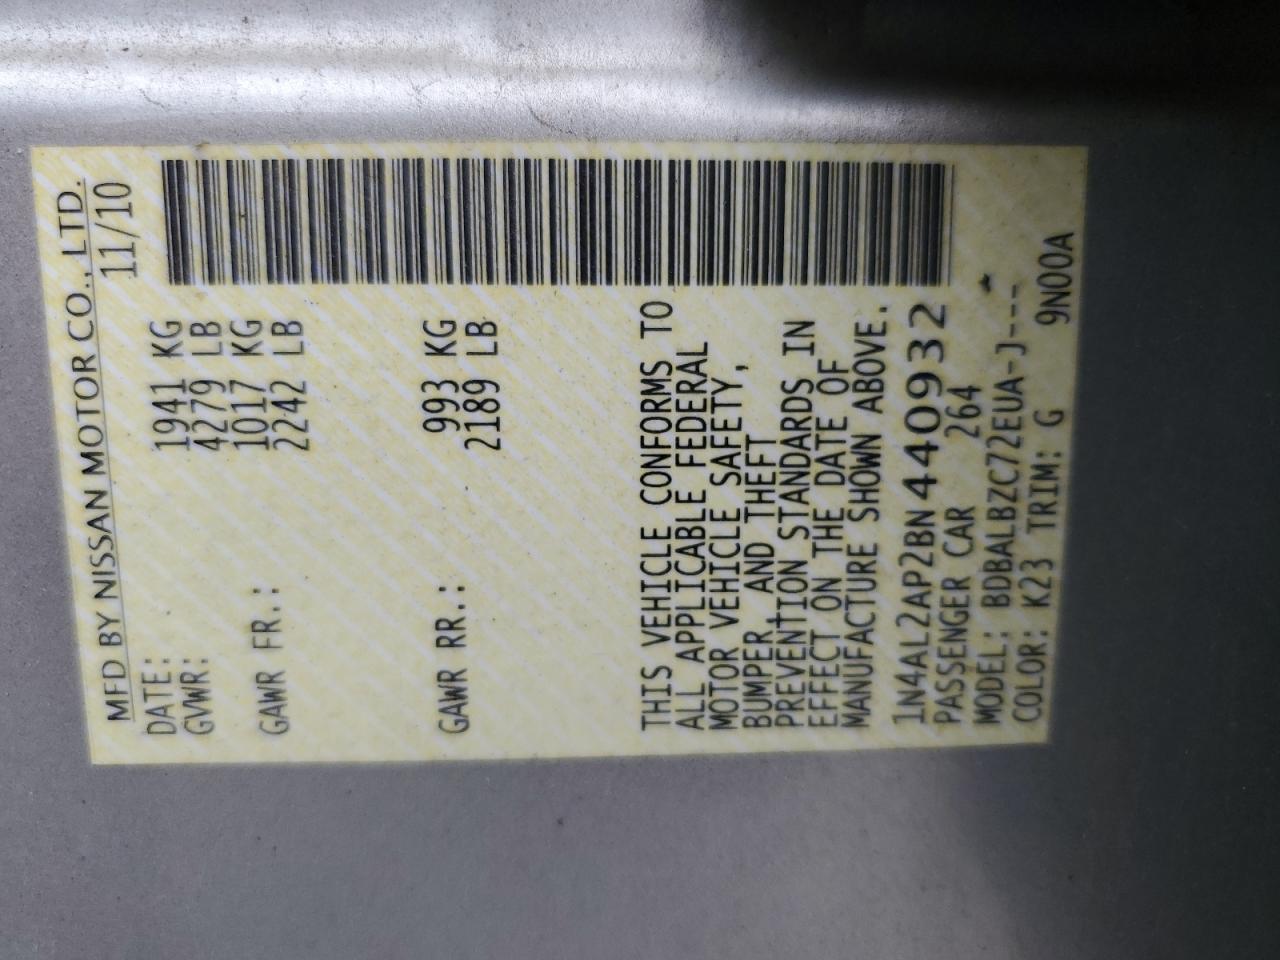 MFD BY NISSAN MOTOR CO., LTD.
DATE: 11/10
GVWR: 1941 KG
4279 LB
GAWR FR.: 1017 KG
2242 LB
GAWR RR.: 993 KG
2189 LB
THIS VEHICLE CONFORMS TO
ALL APPLICABLE FEDERAL
MOTOR VEHICLE SAFETY,
BUMPER, AND THEFT
PREVENTION STANDARDS IN
EFFECT ON THE DATE OF
MANUFACTURE SHOWN ABOVE.
1N4AL2AP2BN440932
PASSENGER CAR 264
MODEL: BDBALBZC72EUA-J---
COLOR: K23 TRIM: G 9N00A